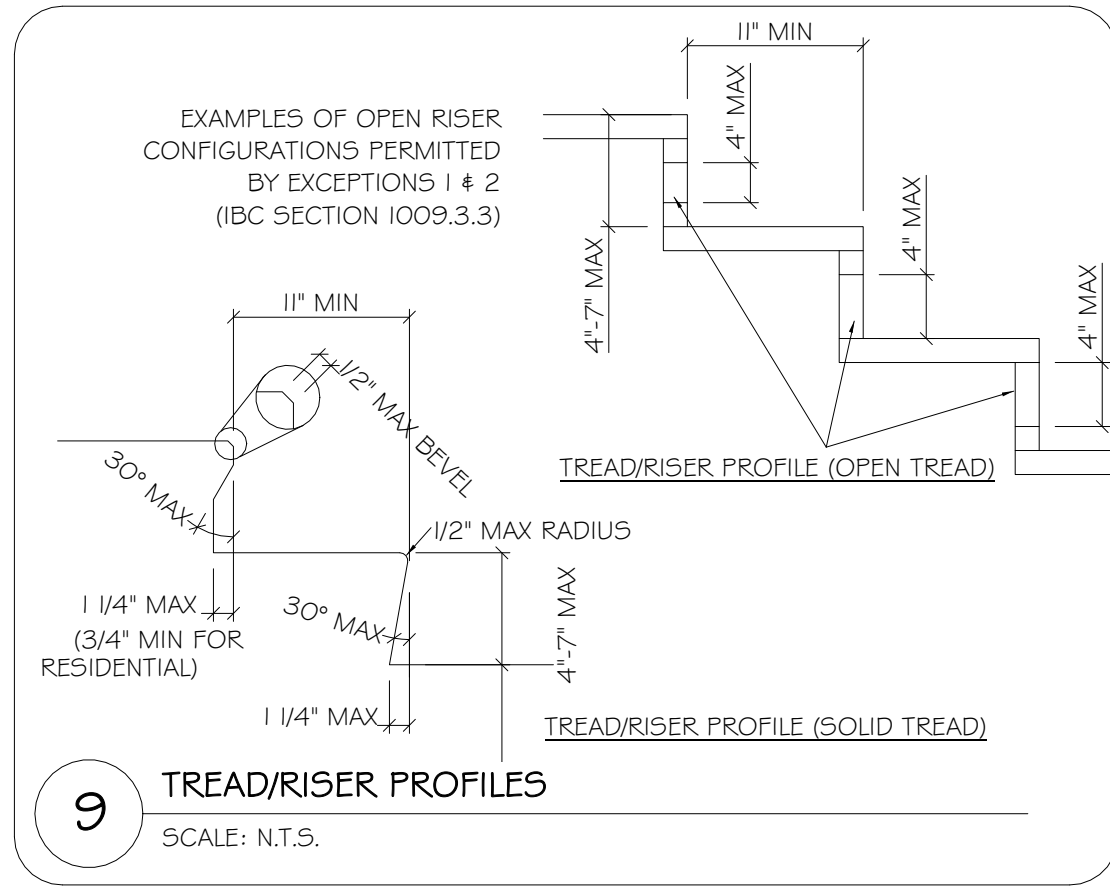 11" MIN
4" MAX
EXAMPLES OF OPEN RISER
CONFIGURATIONS PERMITTED
BY EXCEPTIONS 1 & 2
(IBC SECTION 1009.3.3)
4"-7" MAX
4" MAX
4" MAX
TREAD/RISER PROFILE (OPEN TREAD)
11" MIN
1/2" MAX BEVEL
30° MAX
1/2" MAX RADIUS
1 1/4" MAX
(3/4" MIN FOR
RESIDENTIAL)
30° MAX
4"-7" MAX
1 1/4" MAX
TREAD/RISER PROFILE (SOLID TREAD)
9
TREAD/RISER PROFILES
SCALE: N.T.S.